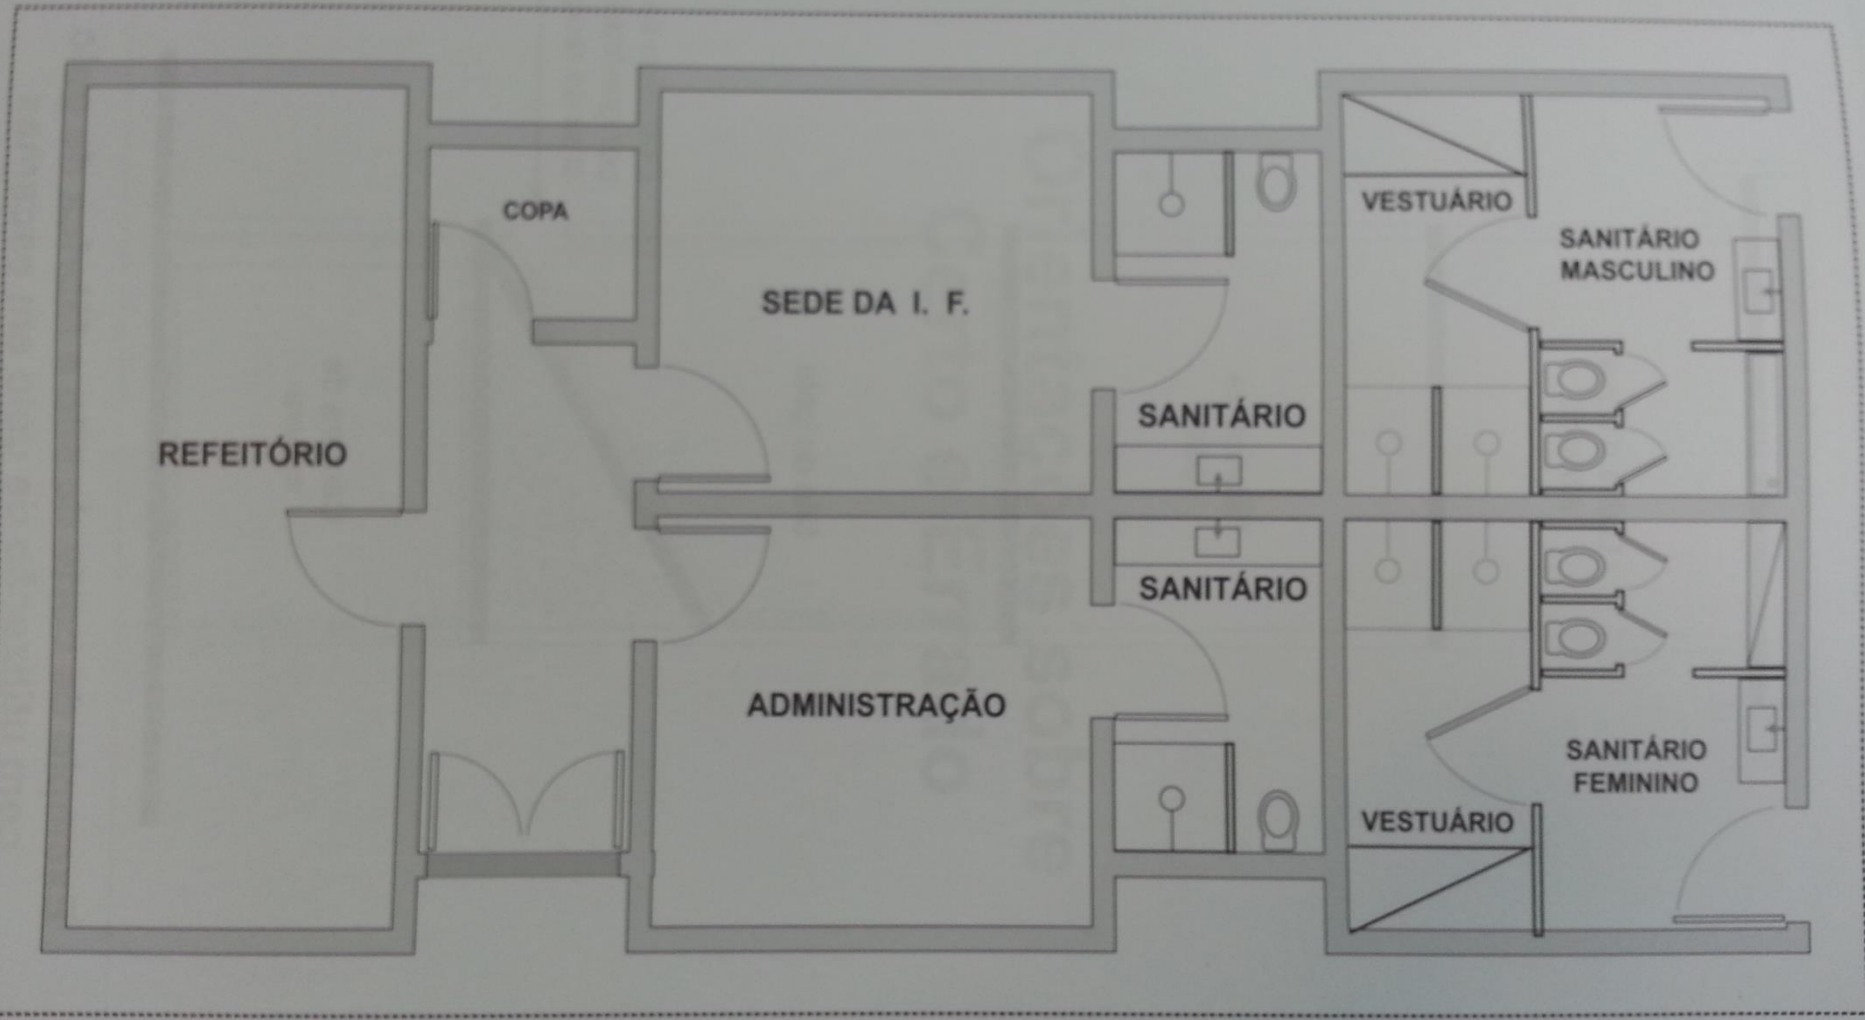 COPA
VESTUÁRIO
SANITÁRIO
MASCULINO
SEDE DA I. F.
SANITÁRIO
REFEITÓRIO
SANITÁRIO
ADMINISTRAÇÃO
SANITÁRIO
FEMININO
VESTUÁRIO